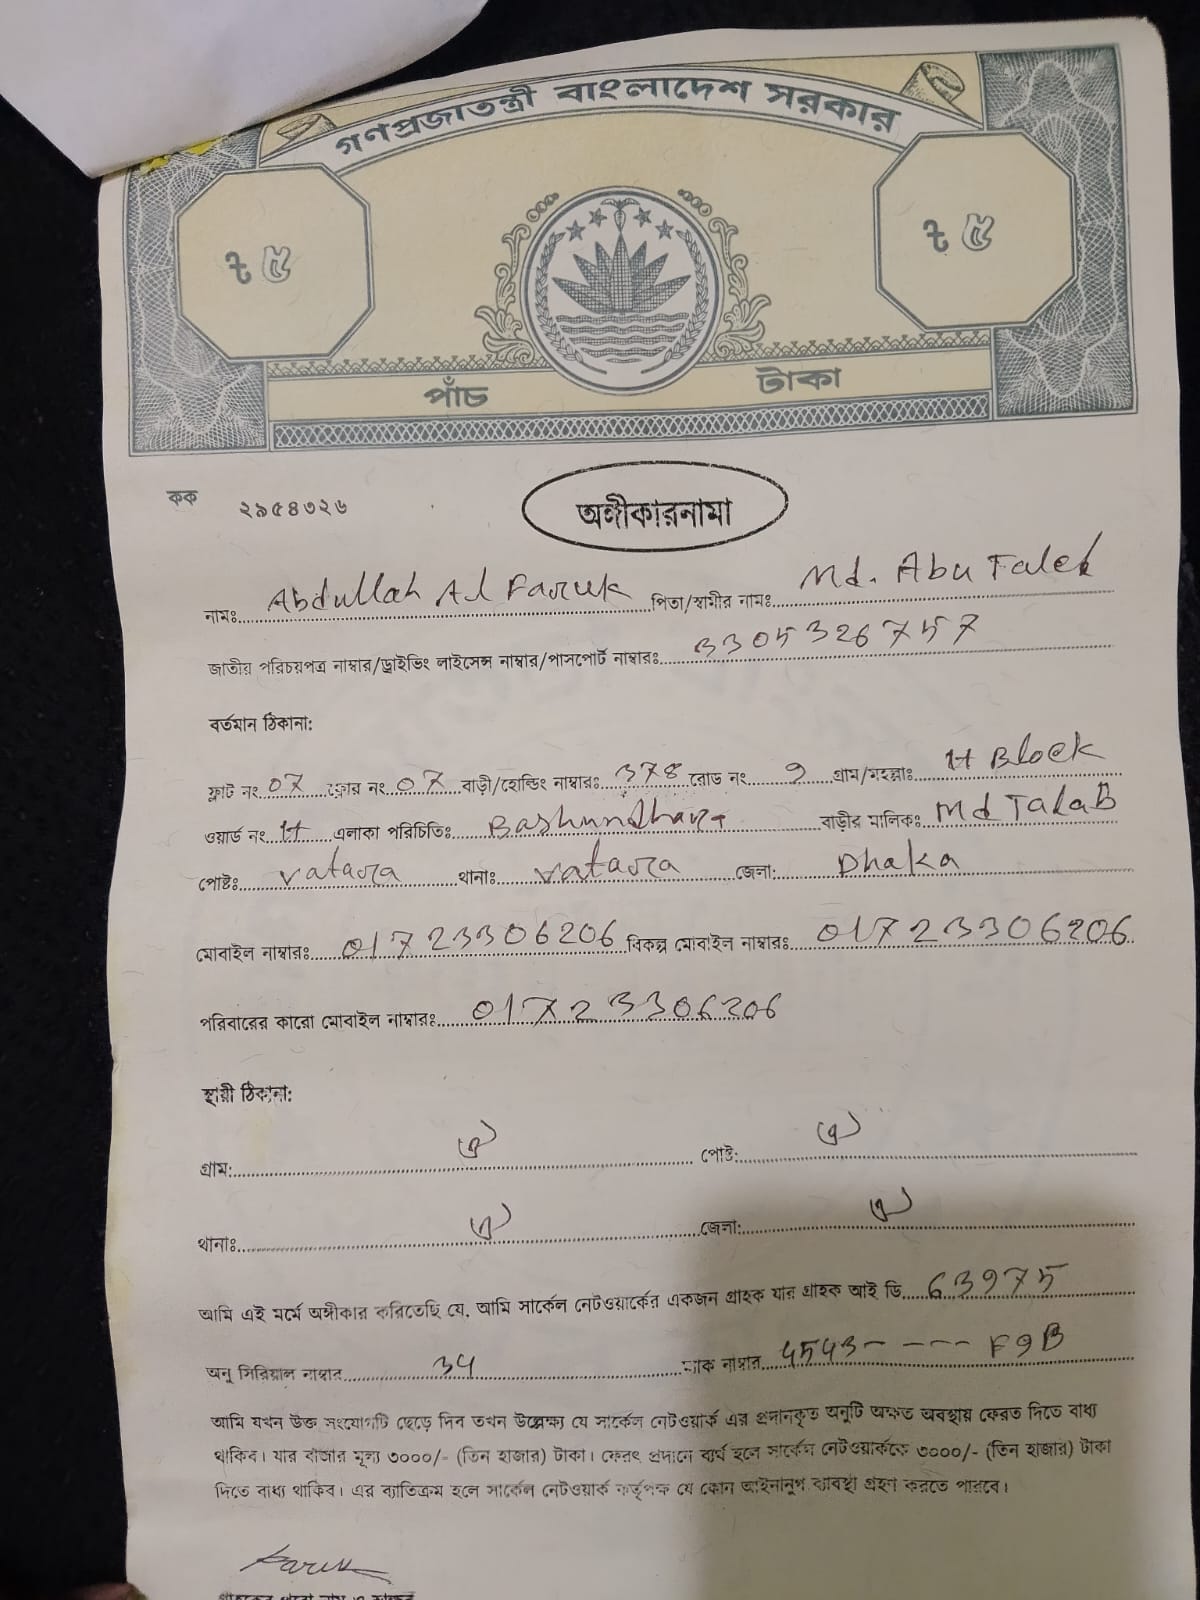 গণপ্রজাতন্ত্রী বাংলাদেশ সরকার
৳ ৫ ৳ ৫
পাঁচ টাকা
কক ২৯৫৪৩২৬
অঙ্গীকারনামা
নামঃ Abdullah Al Faruk পিতা/স্বামীর নামঃ Md. Abu Taleb
জাতীয় পরিচয়পত্র নাম্বার/ড্রাইভিং লাইসেন্স নাম্বার/পাসপোর্ট নাম্বারঃ 3305326757
বর্তমান ঠিকানা:
ফ্লাট নং 07 ফ্লোর নং 07 বাড়ী/হোল্ডিং নাম্বারঃ 378 রোড নং 9 গ্রাম/মহল্লাঃ H Block
ওয়ার্ড নং H এলাকা পরিচিতিঃ Bashundhara বাড়ীর মালিকঃ Md TalaB
পোষ্টঃ vatara থানাঃ vatara জেলা: Dhaka
মোবাইল নাম্বারঃ 01723306206 বিকল্প মোবাইল নাম্বারঃ 01723306206
পরিবারের কারো মোবাইল নাম্বারঃ 01723306206
স্থায়ী ঠিকানা:
গ্রাম: ঐ পোষ্ট: ঐ
থানাঃ ঐ জেলা: ঐ
আমি এই মর্মে অঙ্গীকার করিতেছি যে, আমি সার্কেল নেটওয়ার্কের একজন গ্রাহক যার গ্রাহক আই ডি 63975
অনু সিরিয়াল নাম্বার 34 ম্যাক নাম্বার 4543- --- F9B
আমি যখন উক্ত সংযোগটি ছেড়ে দিব তখন উল্লেক্ষ্য যে সার্কেল নেটওয়ার্ক এর প্রদানকৃত অনুটি অক্ষত অবস্থায় ফেরত দিতে বাধ্য
থাকিব। যার বাজার মূল্য ৩০০০/- (তিন হাজার) টাকা। ফেরৎ প্রদানে ব্যর্থ হলে সার্কেল নেটওয়ার্ককে ৩০০০/- (তিন হাজার) টাকা
দিতে বাধ্য থাকিব। এর ব্যতিক্রম হলে সার্কেল নেটওয়ার্ক কর্তৃপক্ষ যে কোন আইনানুগ ব্যাবস্থা গ্রহণ করতে পারবে।
Faruk